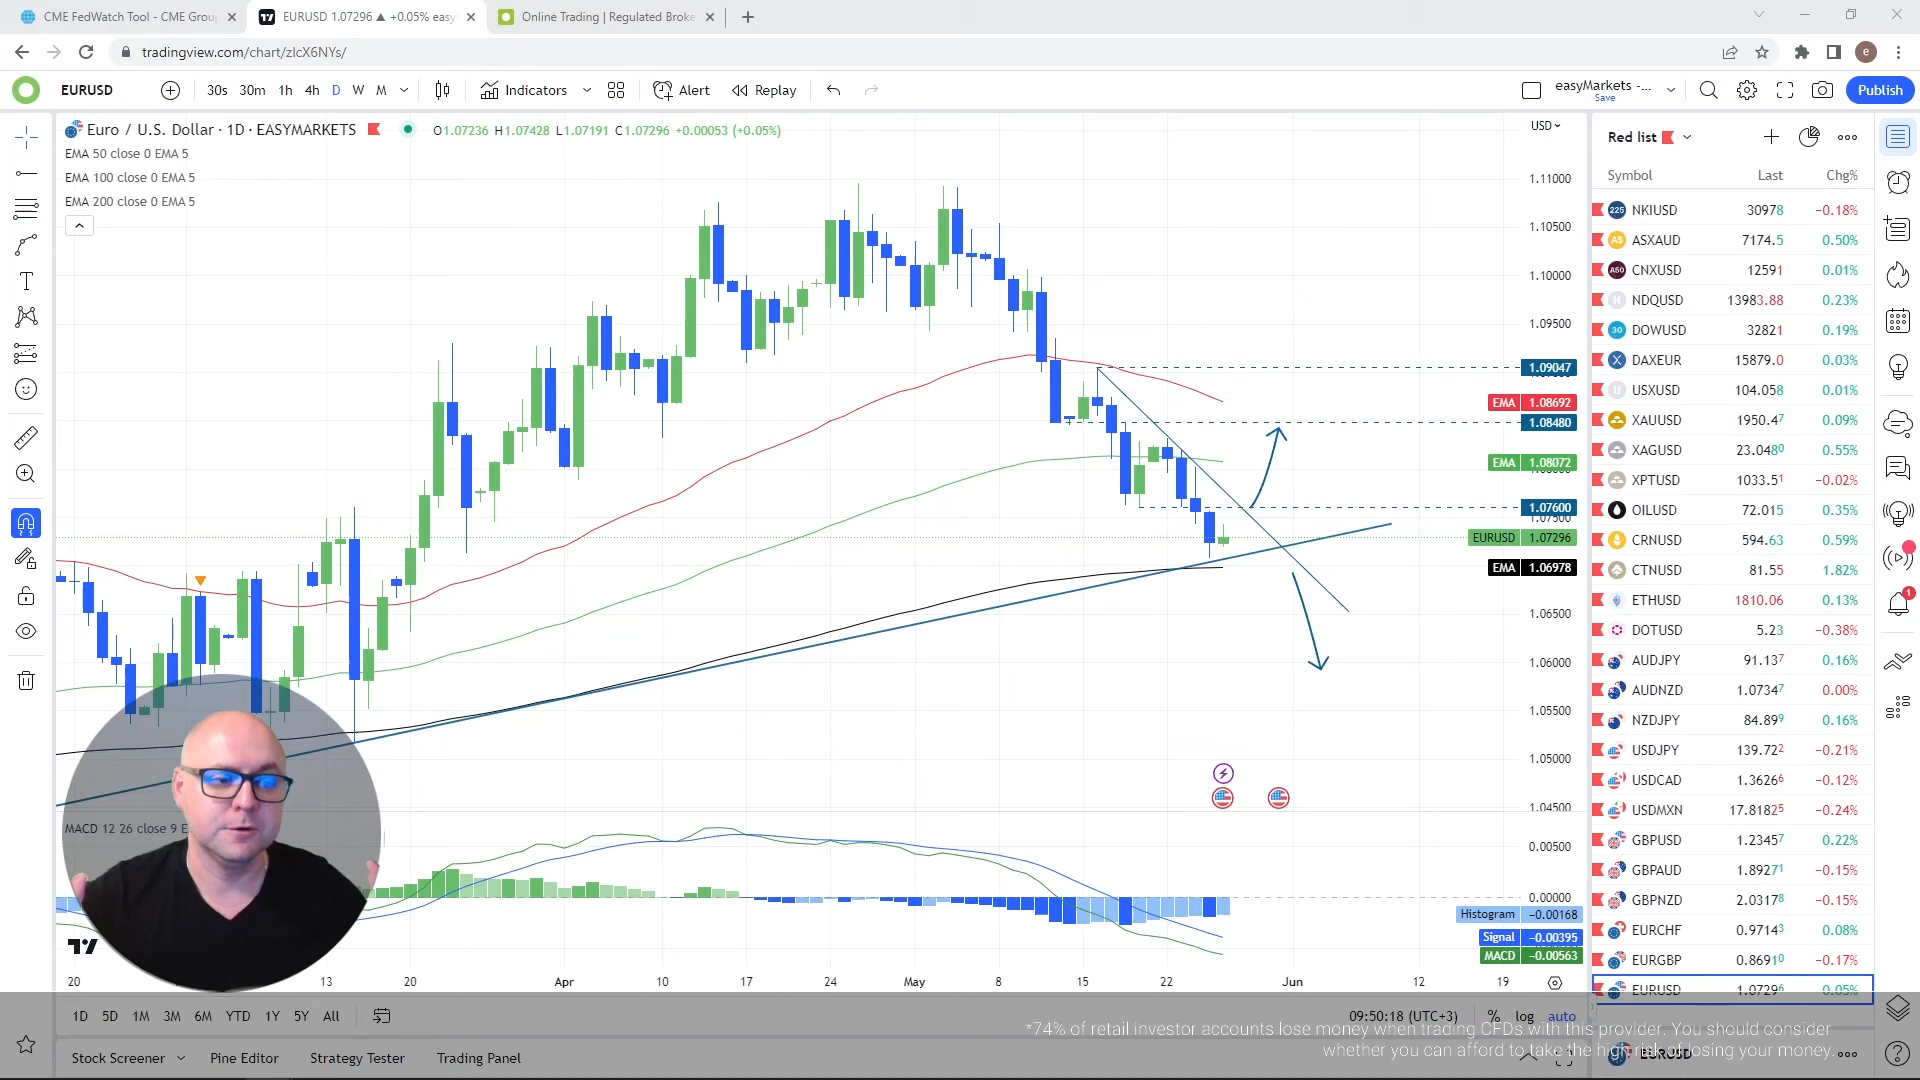 CME FedWatch Tool - CME Group
EURUSD 1.07296 ▲ +0.05% easy
Online Trading | Regulated Broke
tradingview.com/chart/zIcX6NYs/
EURUSD
30s 30m 1h 4h D W M
Indicators
Alert
Replay
easyMarkets -...
Save
Publish
Euro / U.S. Dollar · 1D · EASYMARKETS
O1.07236 H1.07428 L1.07191 C1.07296 +0.00053 (+0.05%)
EMA 50 close 0 EMA 5
EMA 100 close 0 EMA 5
EMA 200 close 0 EMA 5
USD
1.11000
1.10500
1.10000
1.09500
1.09047
EMA 1.08692
1.08480
EMA 1.08072
1.07600
1.07500
EURUSD 1.07296
EMA 1.06978
1.06500
1.06000
1.05500
1.05000
1.04500
MACD 12 26 close 9 E
0.00500
0.00000
Histogram -0.00168
Signal -0.00395
MACD -0.00563
20 13 20 Apr 10 17 24 May 8 15 22 Jun 12 19
1D 5D 1M 3M 6M YTD 1Y 5Y All
09:50:18 (UTC+3) % log auto
Stock Screener
Pine Editor
Strategy Tester
Trading Panel
Red list
Symbol Last Chg%
NKIUSD 30978 −0.18%
ASXAUD 7174.5 0.50%
CNXUSD 12591 0.01%
NDQUSD 13983.88 0.23%
DOWUSD 32821 0.19%
DAXEUR 15879.0 0.03%
USXUSD 104.058 0.01%
XAUUSD 1950.47 0.09%
XAGUSD 23.0480 0.55%
XPTUSD 1033.51 −0.02%
OILUSD 72.015 0.35%
CRNUSD 594.63 0.59%
CTNUSD 81.55 1.82%
ETHUSD 1810.06 0.13%
DOTUSD 5.23 −0.38%
AUDJPY 91.137 0.16%
AUDNZD 1.07347 0.00%
NZDJPY 84.899 0.16%
USDJPY 139.722 −0.21%
USDCAD 1.36266 −0.12%
USDMXN 17.81825 −0.24%
GBPUSD 1.23457 0.22%
GBPAUD 1.89271 −0.15%
GBPNZD 2.03178 −0.15%
EURCHF 0.97143 0.08%
EURGBP 0.86910 −0.17%
EURUSD 1.07296 0.05%
EURUSD
*74% of retail investor accounts lose money when trading CFDs with this provider. You should consider
whether you can afford to take the high risk of losing your money.